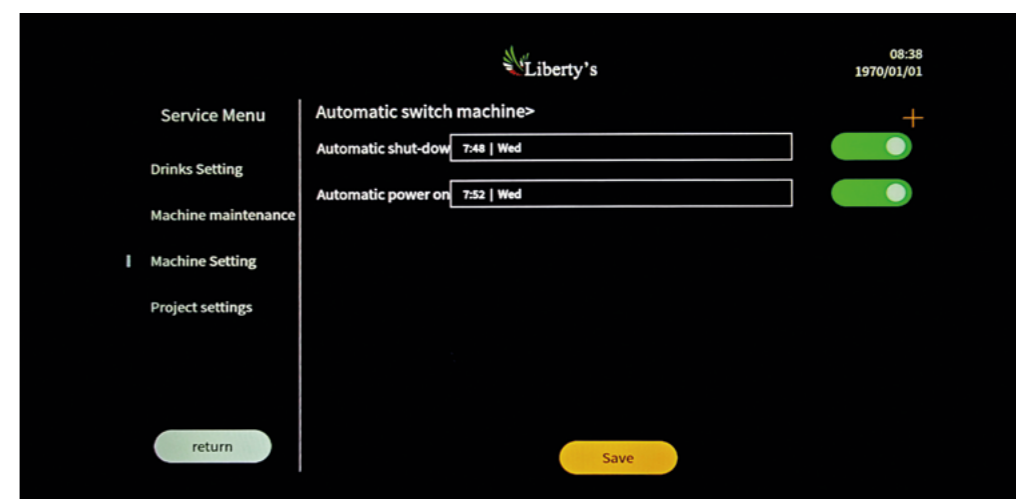 Liberty's
08:38
1970/01/01
Service Menu
Drinks Setting
Machine maintenance
Machine Setting
Project settings
return
Automatic switch machine>
+
Automatic shut-dow 7:48 | Wed
Automatic power on 7:52 | Wed
Save